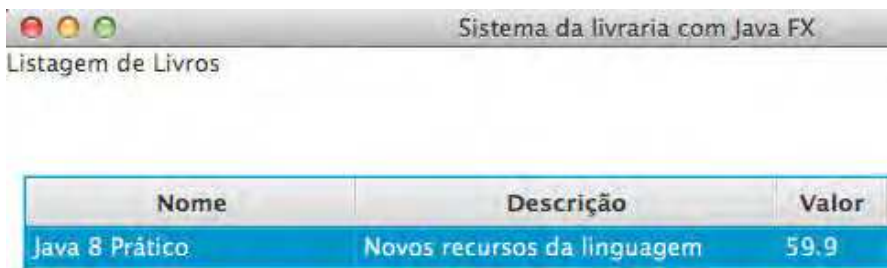 Sistema da livraria com Java FX
Listagem de Livros
Nome Descrição Valor
Java 8 Prático Novos recursos da linguagem 59.9